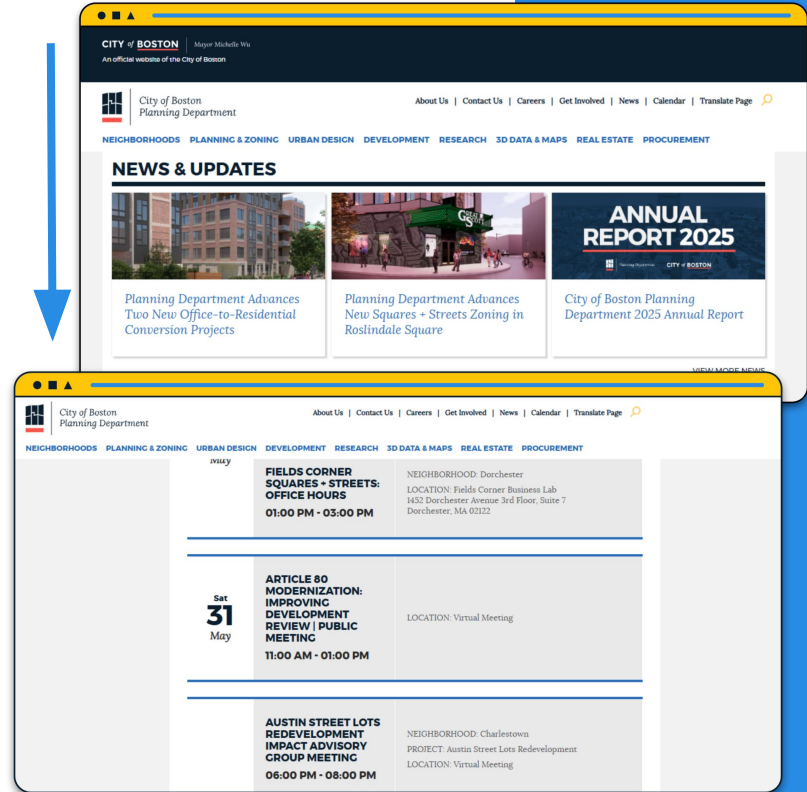 CITY of BOSTON
Mayor Michelle Wu
An official website of the City of Boston
City of Boston
Planning Department
About Us | Contact Us | Careers | Get Involved | News | Calendar | Translate Page
NEIGHBORHOODS PLANNING & ZONING URBAN DESIGN DEVELOPMENT RESEARCH 3D DATA & MAPS REAL ESTATE PROCUREMENT
NEWS & UPDATES
GREAT SCOTT
ANNUAL
REPORT 2025
Planning Department CITY of BOSTON
Planning Department Advances
Two New Office-to-Residential
Conversion Projects
Planning Department Advances
New Squares + Streets Zoning in
Roslindale Square
City of Boston Planning
Department 2025 Annual Report
VIEW MORE NEWS
City of Boston
Planning Department
About Us | Contact Us | Careers | Get Involved | News | Calendar | Translate Page
NEIGHBORHOODS PLANNING & ZONING URBAN DESIGN DEVELOPMENT RESEARCH 3D DATA & MAPS REAL ESTATE PROCUREMENT
May
FIELDS CORNER
SQUARES + STREETS:
OFFICE HOURS
01:00 PM - 03:00 PM
NEIGHBORHOOD: Dorchester
LOCATION: Fields Corner Business Lab
1452 Dorchester Avenue 3rd Floor, Suite 7
Dorchester, MA 02122
Sat
31
May
ARTICLE 80
MODERNIZATION:
IMPROVING
DEVELOPMENT
REVIEW | PUBLIC
MEETING
11:00 AM - 01:00 PM
LOCATION: Virtual Meeting
AUSTIN STREET LOTS
REDEVELOPMENT
IMPACT ADVISORY
GROUP MEETING
06:00 PM - 08:00 PM
NEIGHBORHOOD: Charlestown
PROJECT: Austin Street Lots Redevelopment
LOCATION: Virtual Meeting